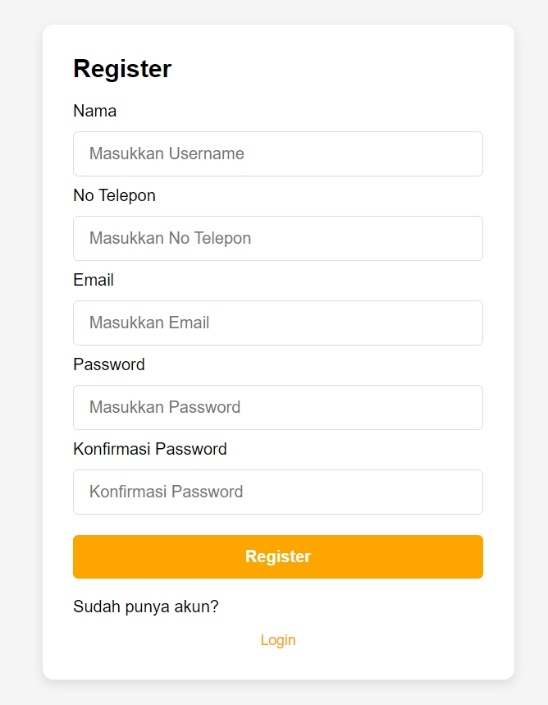 Register
Nama
Masukkan Username
No Telepon
Masukkan No Telepon
Email
Masukkan Email
Password
Masukkan Password
Konfirmasi Password
Konfirmasi Password
Register
Sudah punya akun?
Login